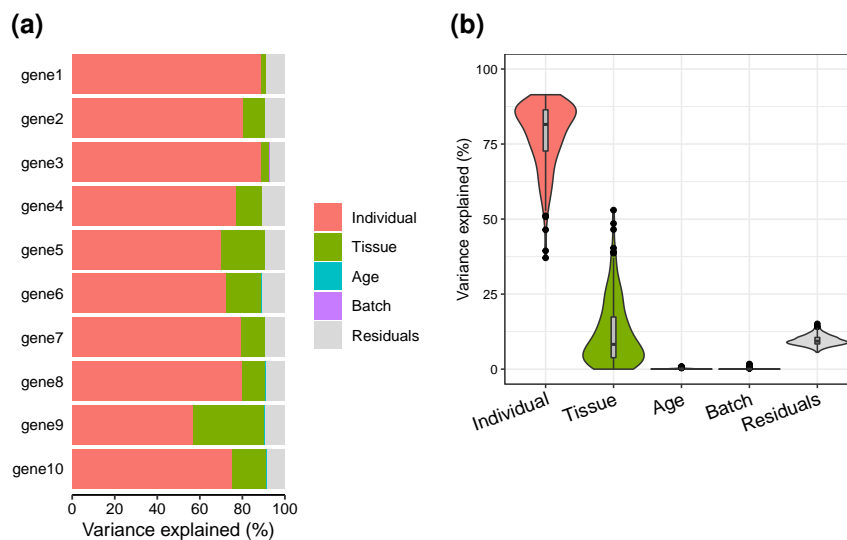 (a)
gene1
gene2
gene3
gene4
gene5
gene6
gene7
gene8
gene9
gene10
0 20 40 60 80 100
Variance explained (%)
Individual
Tissue
Age
Batch
Residuals
(b)
100
75
50
25
0
Variance explained (%)
Individual
Tissue
Age
Batch
Residuals